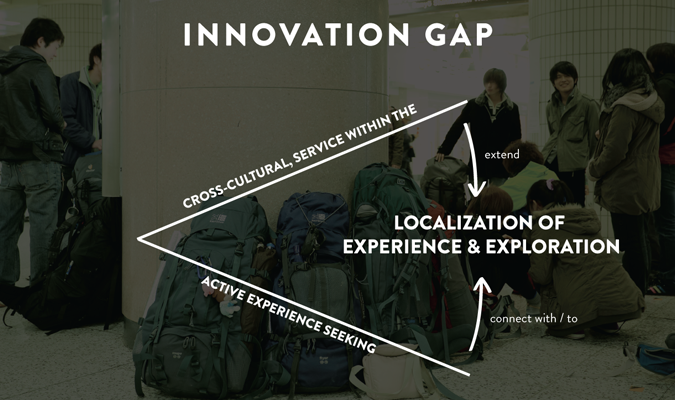 INNOVATION GAP
CROSS-CULTURAL, SERVICE WITHIN THE
extend
LOCALIZATION OF
EXPERIENCE & EXPLORATION
ACTIVE EXPERIENCE SEEKING
connect with / to